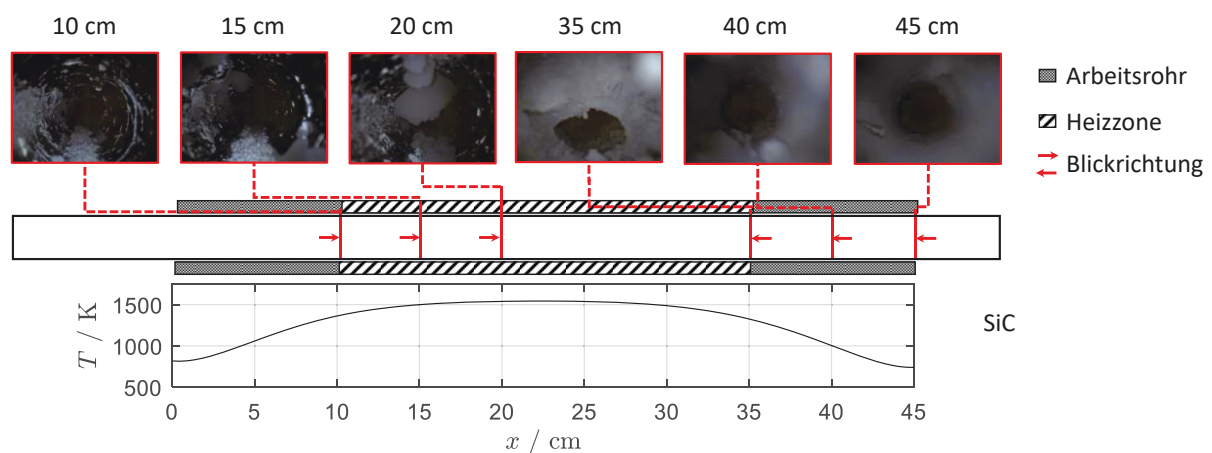 10 cm 15 cm 20 cm 35 cm 40 cm 45 cm
Arbeitsrohr
Heizzone
Blickrichtung
1500
1000
500
T / K
SiC
0 5 10 15 20 25 30 35 40 45
x / cm